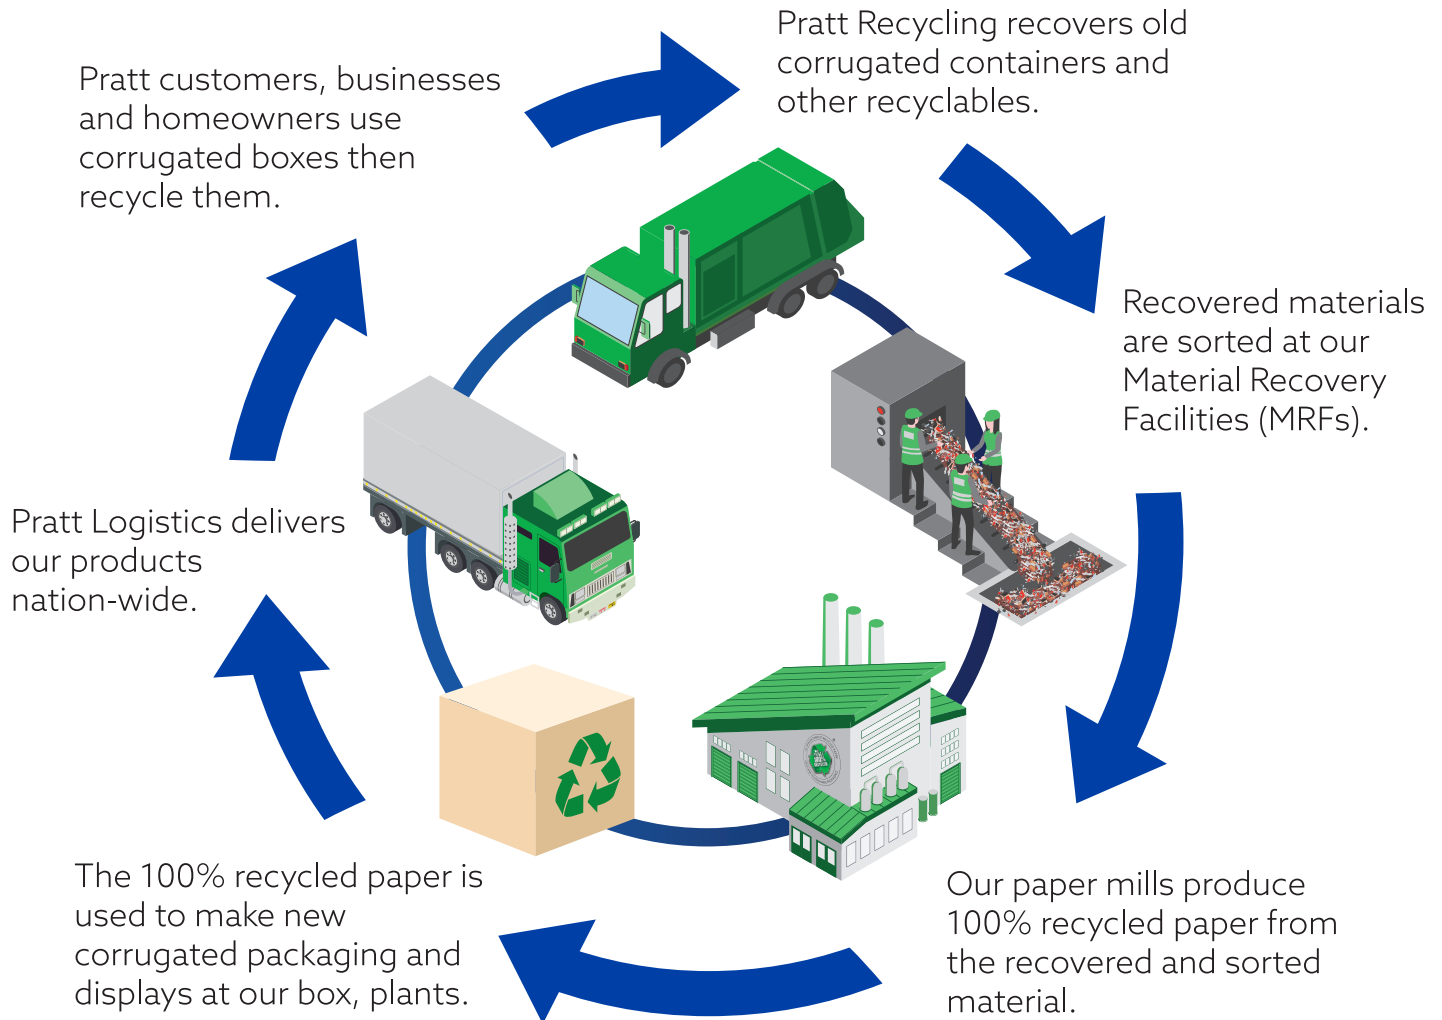 Pratt Recycling recovers old
corrugated containers and
other recyclables.
Recovered materials
are sorted at our
Material Recovery
Facilities (MRFs).
Our paper mills produce
100% recycled paper from
the recovered and sorted
material.
The 100% recycled paper is
used to make new
corrugated packaging and
displays at our box, plants.
Pratt Logistics delivers
our products
nation-wide.
Pratt customers, businesses
and homeowners use
corrugated boxes then
recycle them.